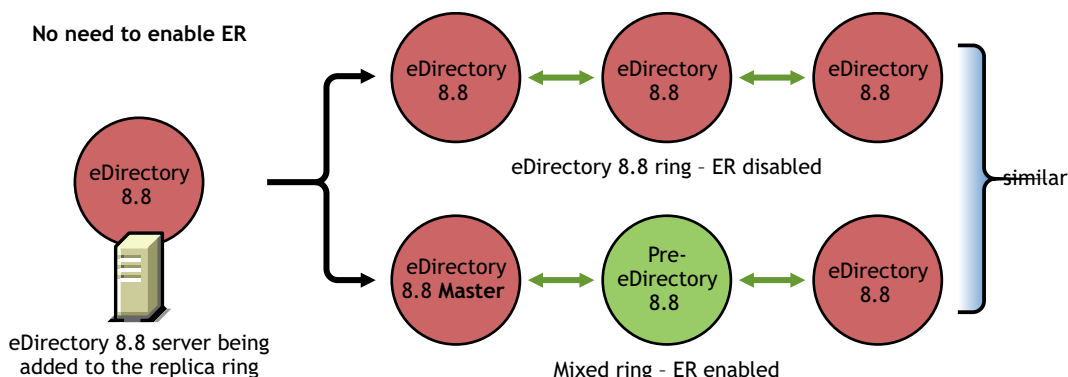 No need to enable ER
eDirectory
8.8
eDirectory
8.8
eDirectory
8.8
eDirectory 8.8 ring – ER disabled
eDirectory
8.8
eDirectory 8.8 server being
added to the replica ring
eDirectory
8.8 Master
Pre-
eDirectory
8.8
eDirectory
8.8
Mixed ring – ER enabled
similar